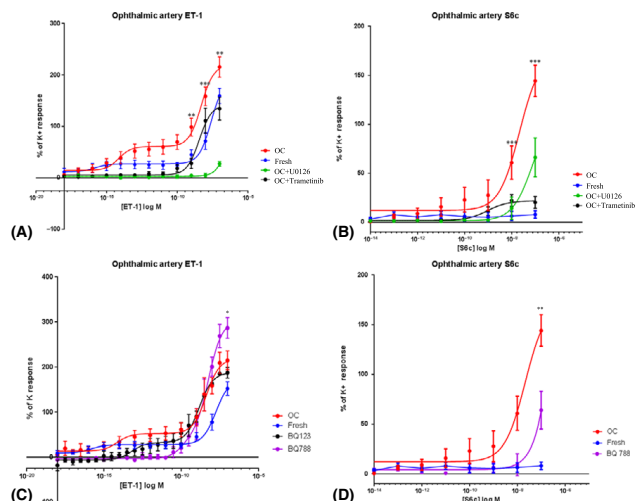 Ophthalmic artery ET-1
300
200
100
0
-100
% of K+ response
**
***
**
10⁻²⁰
10⁻¹⁵
10⁻¹⁰
10⁻⁵
[ET-1] log M
OC
Fresh
OC+U0126
OC+Trametinib
(A)
Ophthalmic artery S6c
200
150
100
50
0
% of K+ response
***
***
10⁻¹⁴
10⁻¹²
10⁻¹⁰
10⁻⁸
10⁻⁶
[S6c] log M
OC
Fresh
OC+U0126
OC+Trametinib
(B)
Ophthalmic artery ET-1
400
300
200
100
0
-100
% of K response
*
10⁻²⁰
10⁻¹⁵
10⁻¹⁰
10⁻⁵
[ET-1] log M
OC
Fresh
BQ123
BQ788
(C)
Ophthalmic artery S6c
200
150
100
50
0
% of K+ response
**
10⁻¹⁴
10⁻¹²
10⁻¹⁰
10⁻⁸
10⁻⁶
[S6c] log M
OC
Fresh
BQ 788
(D)